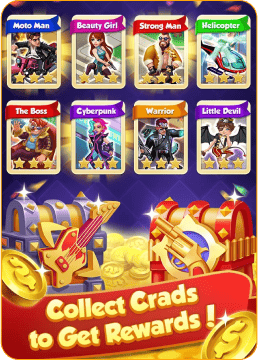 Moto Man
Beauty Girl
Strong Man
Helicopter
The Boss
Cyberpunk
Warrior
Little Devil
Collect Crads
to Get Rewards!